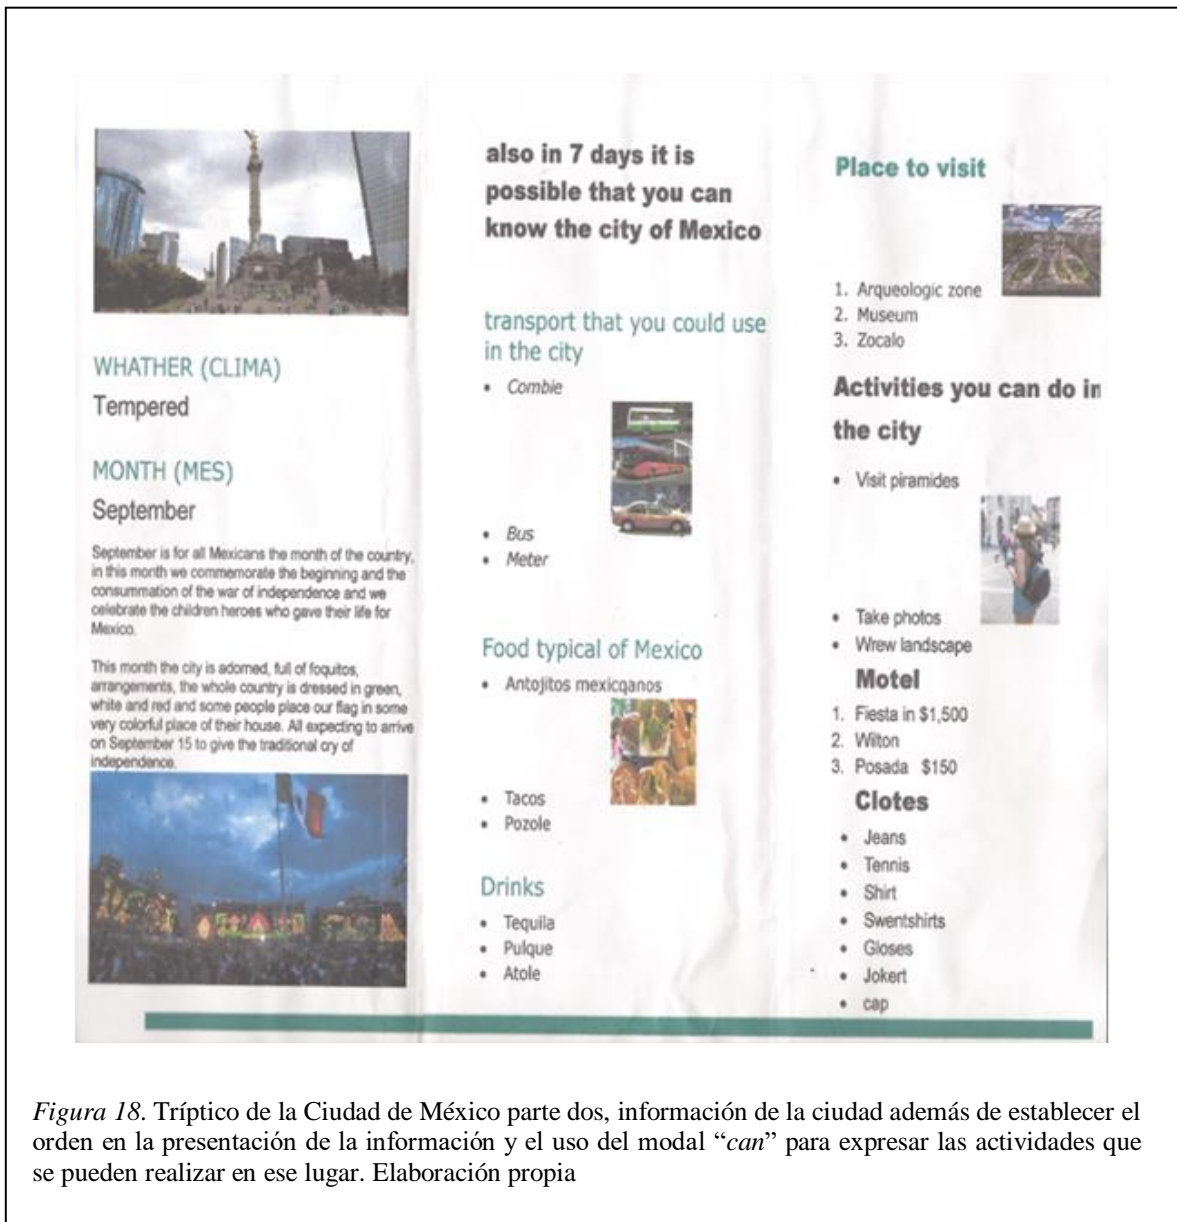 WHATHER (CLIMA)
Tempered
MONTH (MES)
September
September is for all Mexicans the month of the country,
in this month we commemorate the beginning and the
consummation of the war of independence and we
celebrate the children heroes who gave their life for
Mexico.
This month the city is adorned, full of foquitos,
arrangements, the whole country is dressed in green,
white and red and some people place our flag in some
very colorful place of their house. All expecting to arrive
on September 15 to give the traditional cry of
independence.
also in 7 days it is
possible that you can
know the city of Mexico
transport that you could use
in the city
• Combie
• Bus
• Meter
Food typical of Mexico
• Antojitos mexicqanos
• Tacos
• Pozole
Drinks
• Tequila
• Pulque
• Atole
Place to visit
1. Arqueologic zone
2. Museum
3. Zocalo
Activities you can do in
the city
• Visit piramides
• Take photos
• Wrew landscape
Motel
1. Fiesta in $1,500
2. Wilton
3. Posada $150
Clotes
• Jeans
• Tennis
• Shirt
• Swentshirts
• Gloses
• Jokert
• cap
Figura 18. Tríptico de la Ciudad de México parte dos, información de la ciudad además de establecer el
orden en la presentación de la información y el uso del modal “can” para expresar las actividades que
se pueden realizar en ese lugar. Elaboración propia